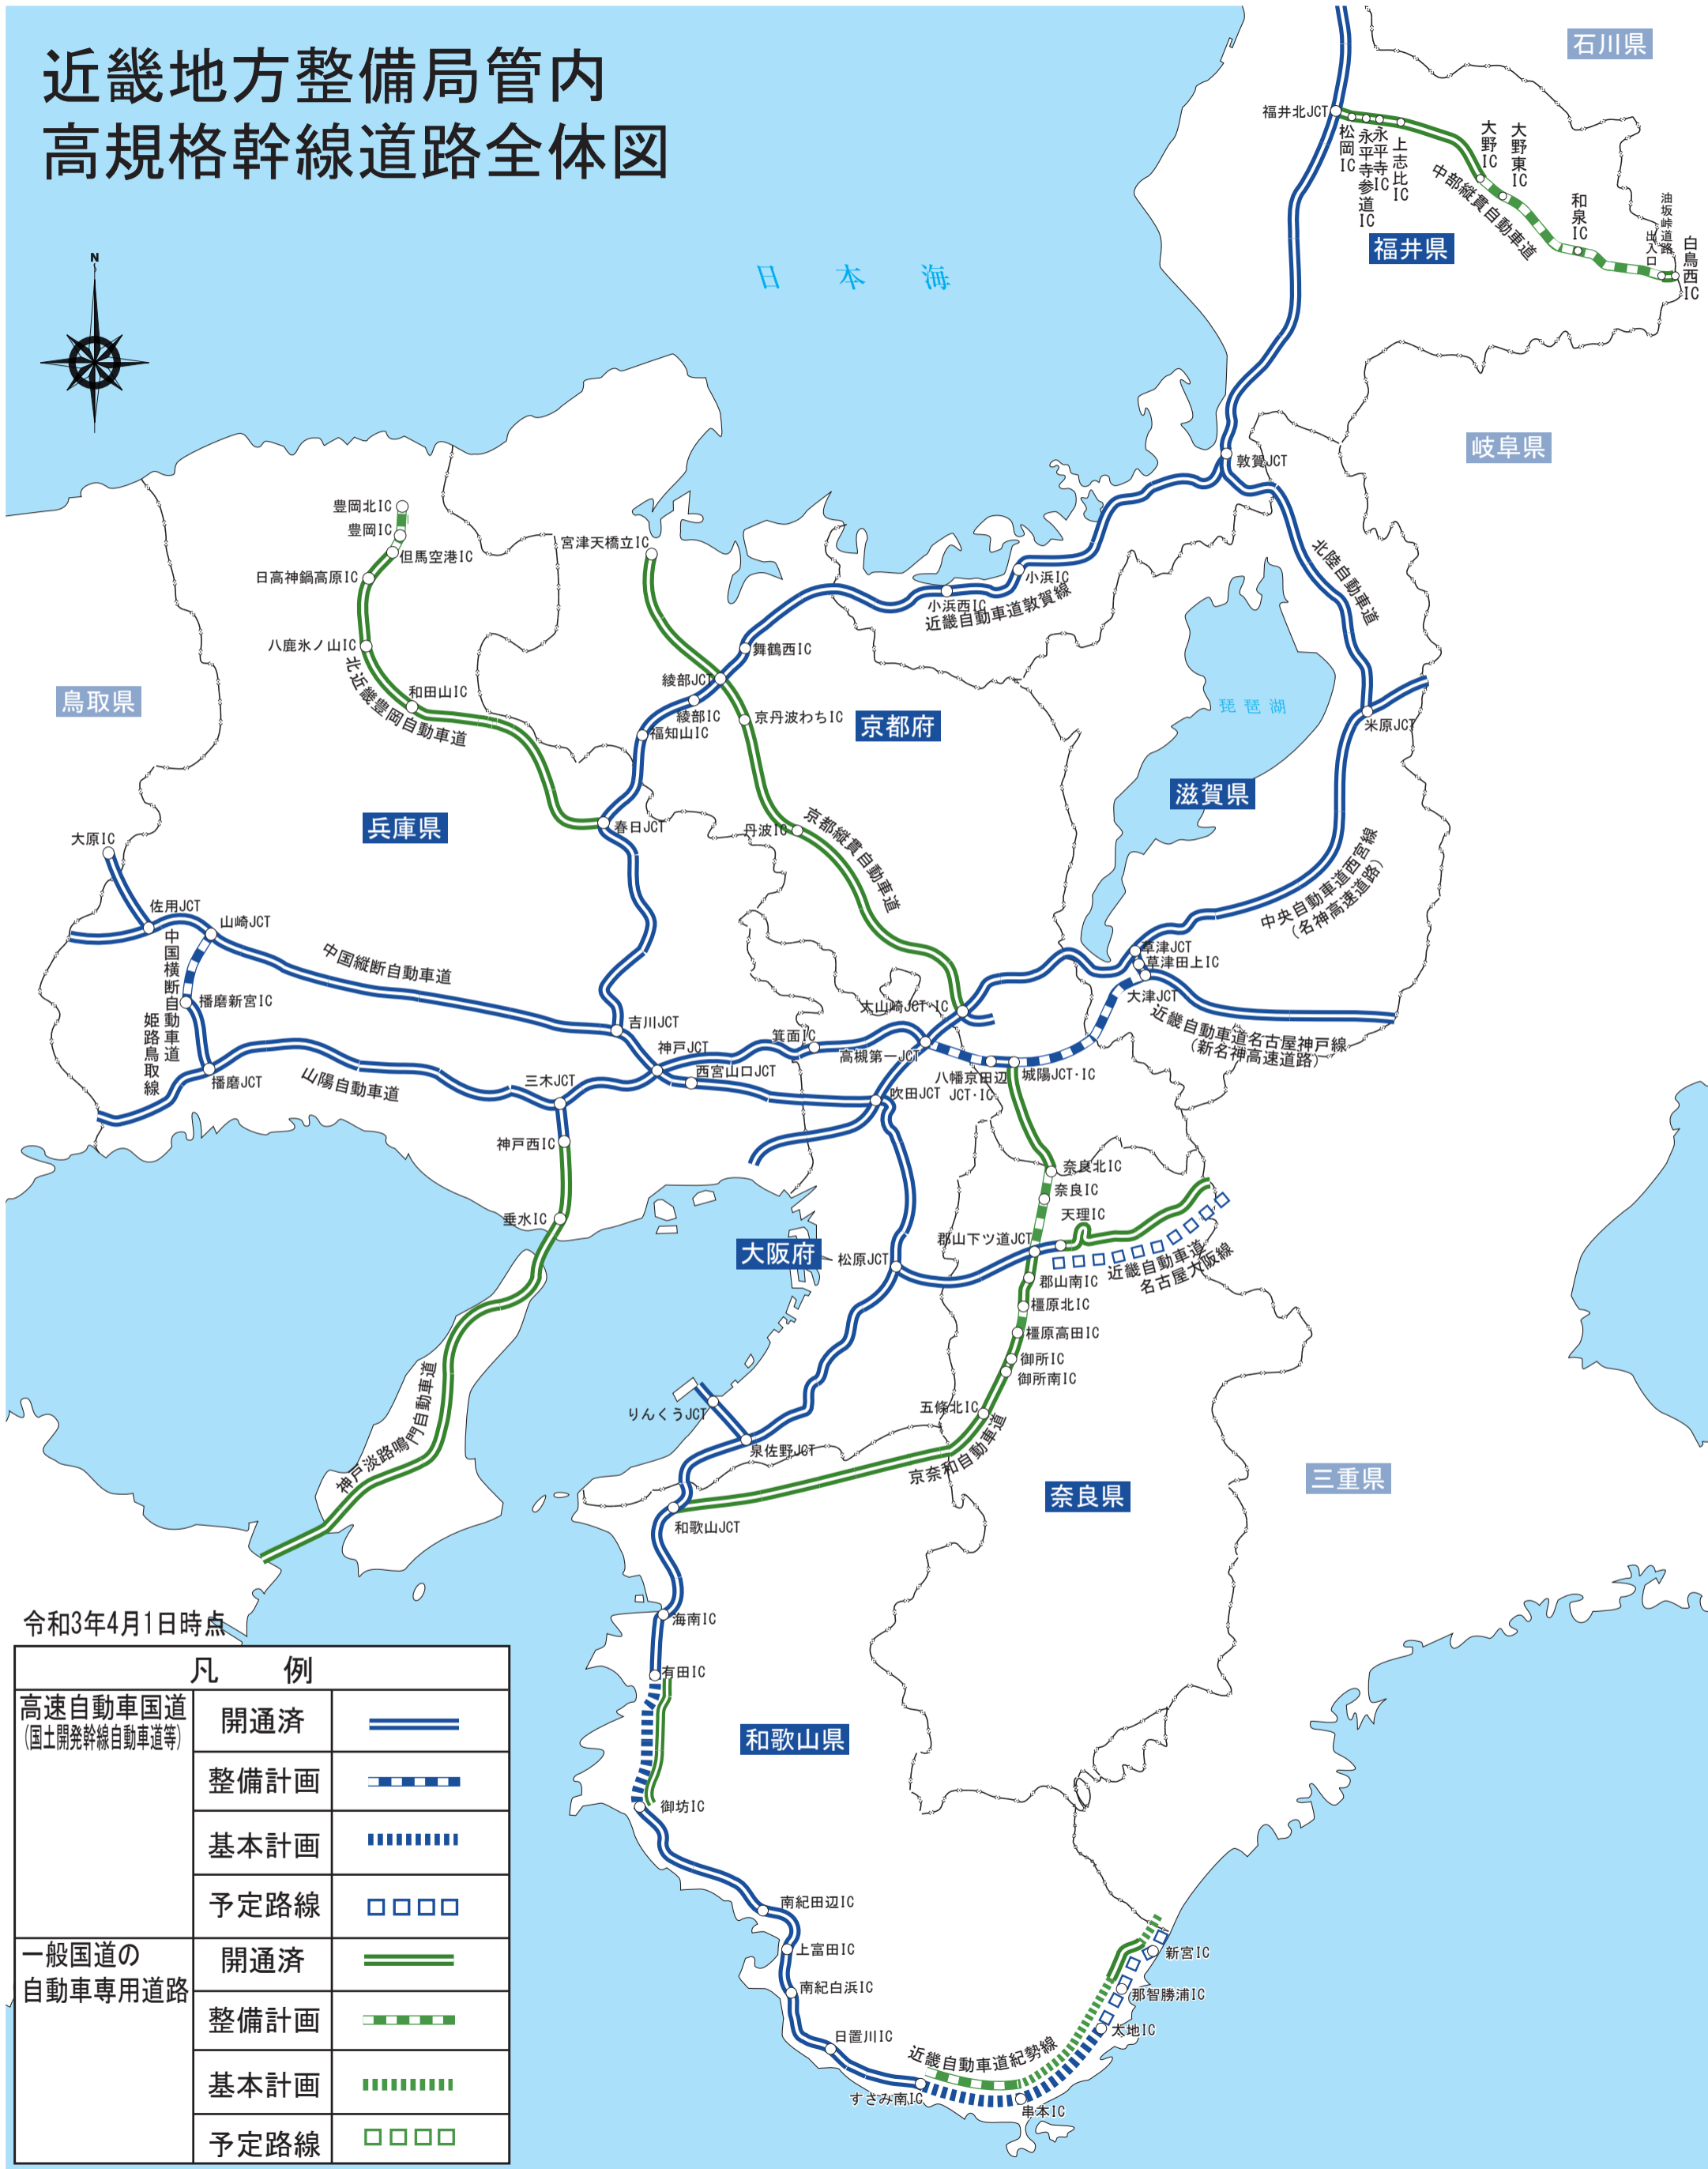 近畿地方整備局管内
高規格幹線道路全体図
N
日本海
石川県
福井北JCT
松岡IC
永平寺参道IC
永平寺IC
上志比IC
大野IC
大野東IC
中部縦貫自動車道
和泉IC
油坂峠道路
出入口
白鳥西IC
福井県
岐阜県
敦賀JCT
北陸自動車道
豊岡北IC
豊岡IC
但馬空港IC
日高神鍋高原IC
八鹿氷ノ山IC
和田山IC
北近畿豊岡自動車道
宮津天橋立IC
小浜IC
小浜西IC
近畿自動車道敦賀線
舞鶴西IC
綾部JCT
綾部IC
福知山IC
京丹波わちIC
京都府
鳥取県
琵琶湖
米原JCT
滋賀県
兵庫県
春日JCT
丹波IC
京都縦貫自動車道
中央自動車道西宮線
（名神高速道路）
大原IC
佐用JCT
山崎JCT
中国縦断自動車道
中国横断自動車道
姫路鳥取線
播磨新宮IC
播磨JCT
山陽自動車道
吉川JCT
神戸JCT
箕面IC
西宮山口JCT
三木JCT
神戸西IC
垂水IC
大山崎JCT·IC
高槻第一JCT
八幡京田辺
JCT·IC
城陽JCT·IC
吹田JCT
草津JCT
草津田上IC
大津JCT
近畿自動車道名古屋神戸線
（新名神高速道路）
奈良北IC
奈良IC
天理IC
郡山下ツ道JCT
郡山南IC
近畿自動車道
名古屋大阪線
橿原北IC
橿原高田IC
御所IC
御所南IC
五條北IC
京奈和自動車道
大阪府
松原JCT
りんくうJCT
泉佐野JCT
神戸淡路鳴門自動車道
奈良県
三重県
和歌山JCT
海南IC
有田IC
和歌山県
御坊IC
南紀田辺IC
上富田IC
南紀白浜IC
日置川IC
すさみ南IC
近畿自動車道紀勢線
串本IC
太地IC
那智勝浦IC
新宮IC
令和3年4月1日時点
凡例
高速自動車国道
（国土開発幹線自動車道等）
開通済
整備計画
基本計画
予定路線
一般国道の
自動車専用道路
開通済
整備計画
基本計画
予定路線